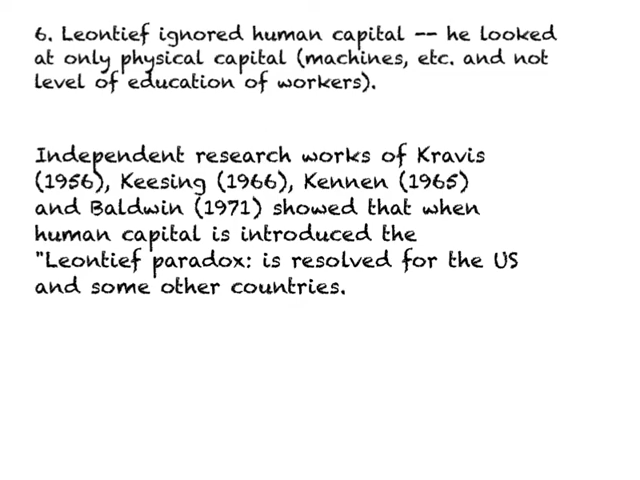 6. Leontief ignored human capital -- he looked
at only physical capital (machines, etc. and not
level of education of workers).
Independent research works of Kravis
(1956), Keesing (1966), Kennen (1965)
and Baldwin (1971) showed that when
human capital is introduced the
"Leontief paradox: is resolved for the US
and some other countries.